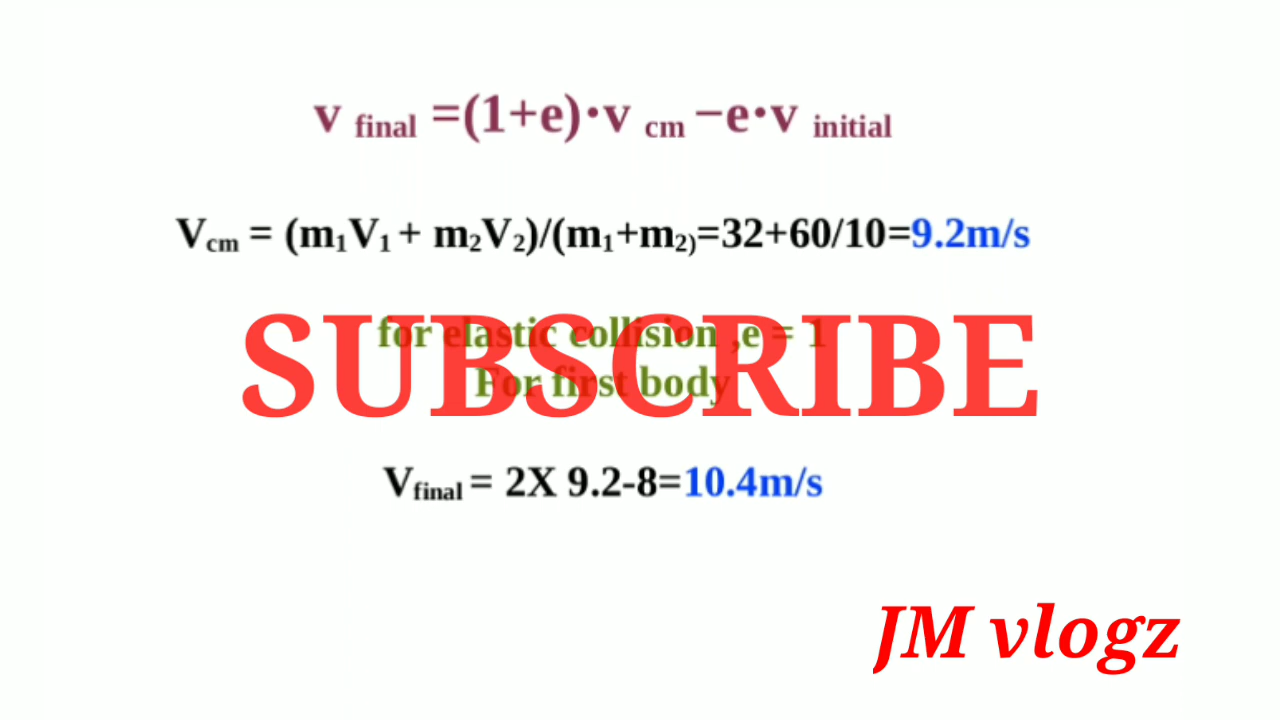 v final =(1+e)·v cm −e·v initial
Vcm = (m1V1 + m2V2)/(m1+m2)=32+60/10=9.2m/s
for elastic collision ,e = 1
SUBSCRIBE
For first body
Vfinal = 2X 9.2-8=10.4m/s
JM vlogz